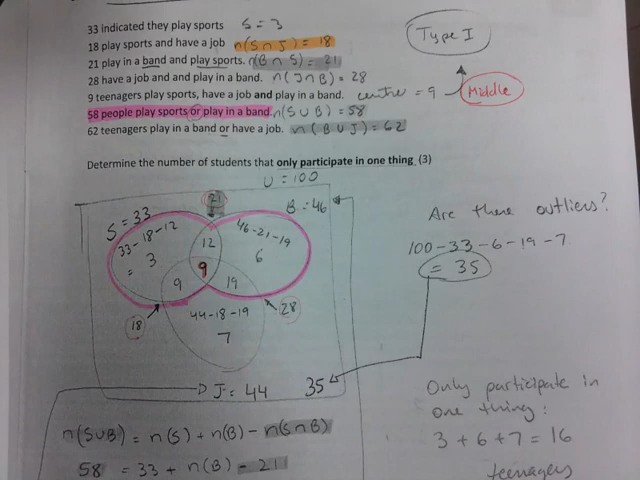 33 indicated they play sports S = 3
18 play sports and have a job n(S∩J) = 18
21 play in a band and play sports. n(B∩S) = 21
28 have a job and and play in a band. n(J∩B) = 28
9 teenagers play sports, have a job and play in a band. centre = 9
58 people play sports or play in a band. n(S∪B) = 58
62 teenagers play in a band or have a job. n(B∪J) = 62
Type I
Middle
Determine the number of students that only participate in one thing. (3)
U = 100
21
B = 46
S = 33
33-18-12
= 3
12
46-21-19
6
9
9
19
18
28
44-18-19
7
J = 44
35
Are there outliers?
100-33-6-19-7
= 35
Only participate in
one thing:
3 + 6 + 7 = 16
teenagers
n(S∪B) = n(S) + n(B) - n(S∩B)
58 = 33 + n(B) - 21